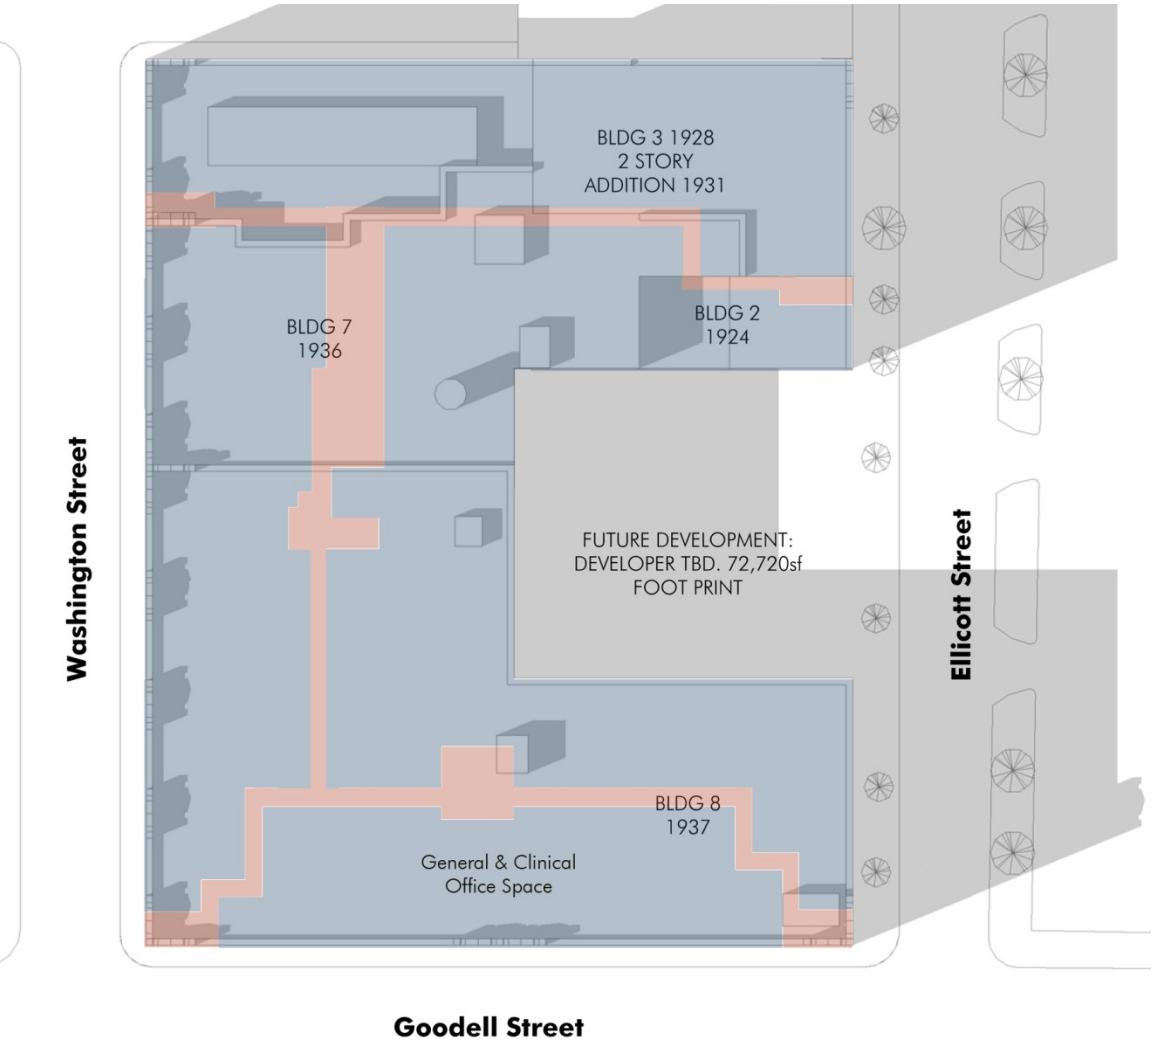 BLDG 3 1928
2 STORY
ADDITION 1931
BLDG 2
1924
BLDG 7
1936
Washington Street
FUTURE DEVELOPMENT:
DEVELOPER TBD. 72,720sf
FOOT PRINT
Ellicott Street
BLDG 8
1937
General & Clinical
Office Space
Goodell Street